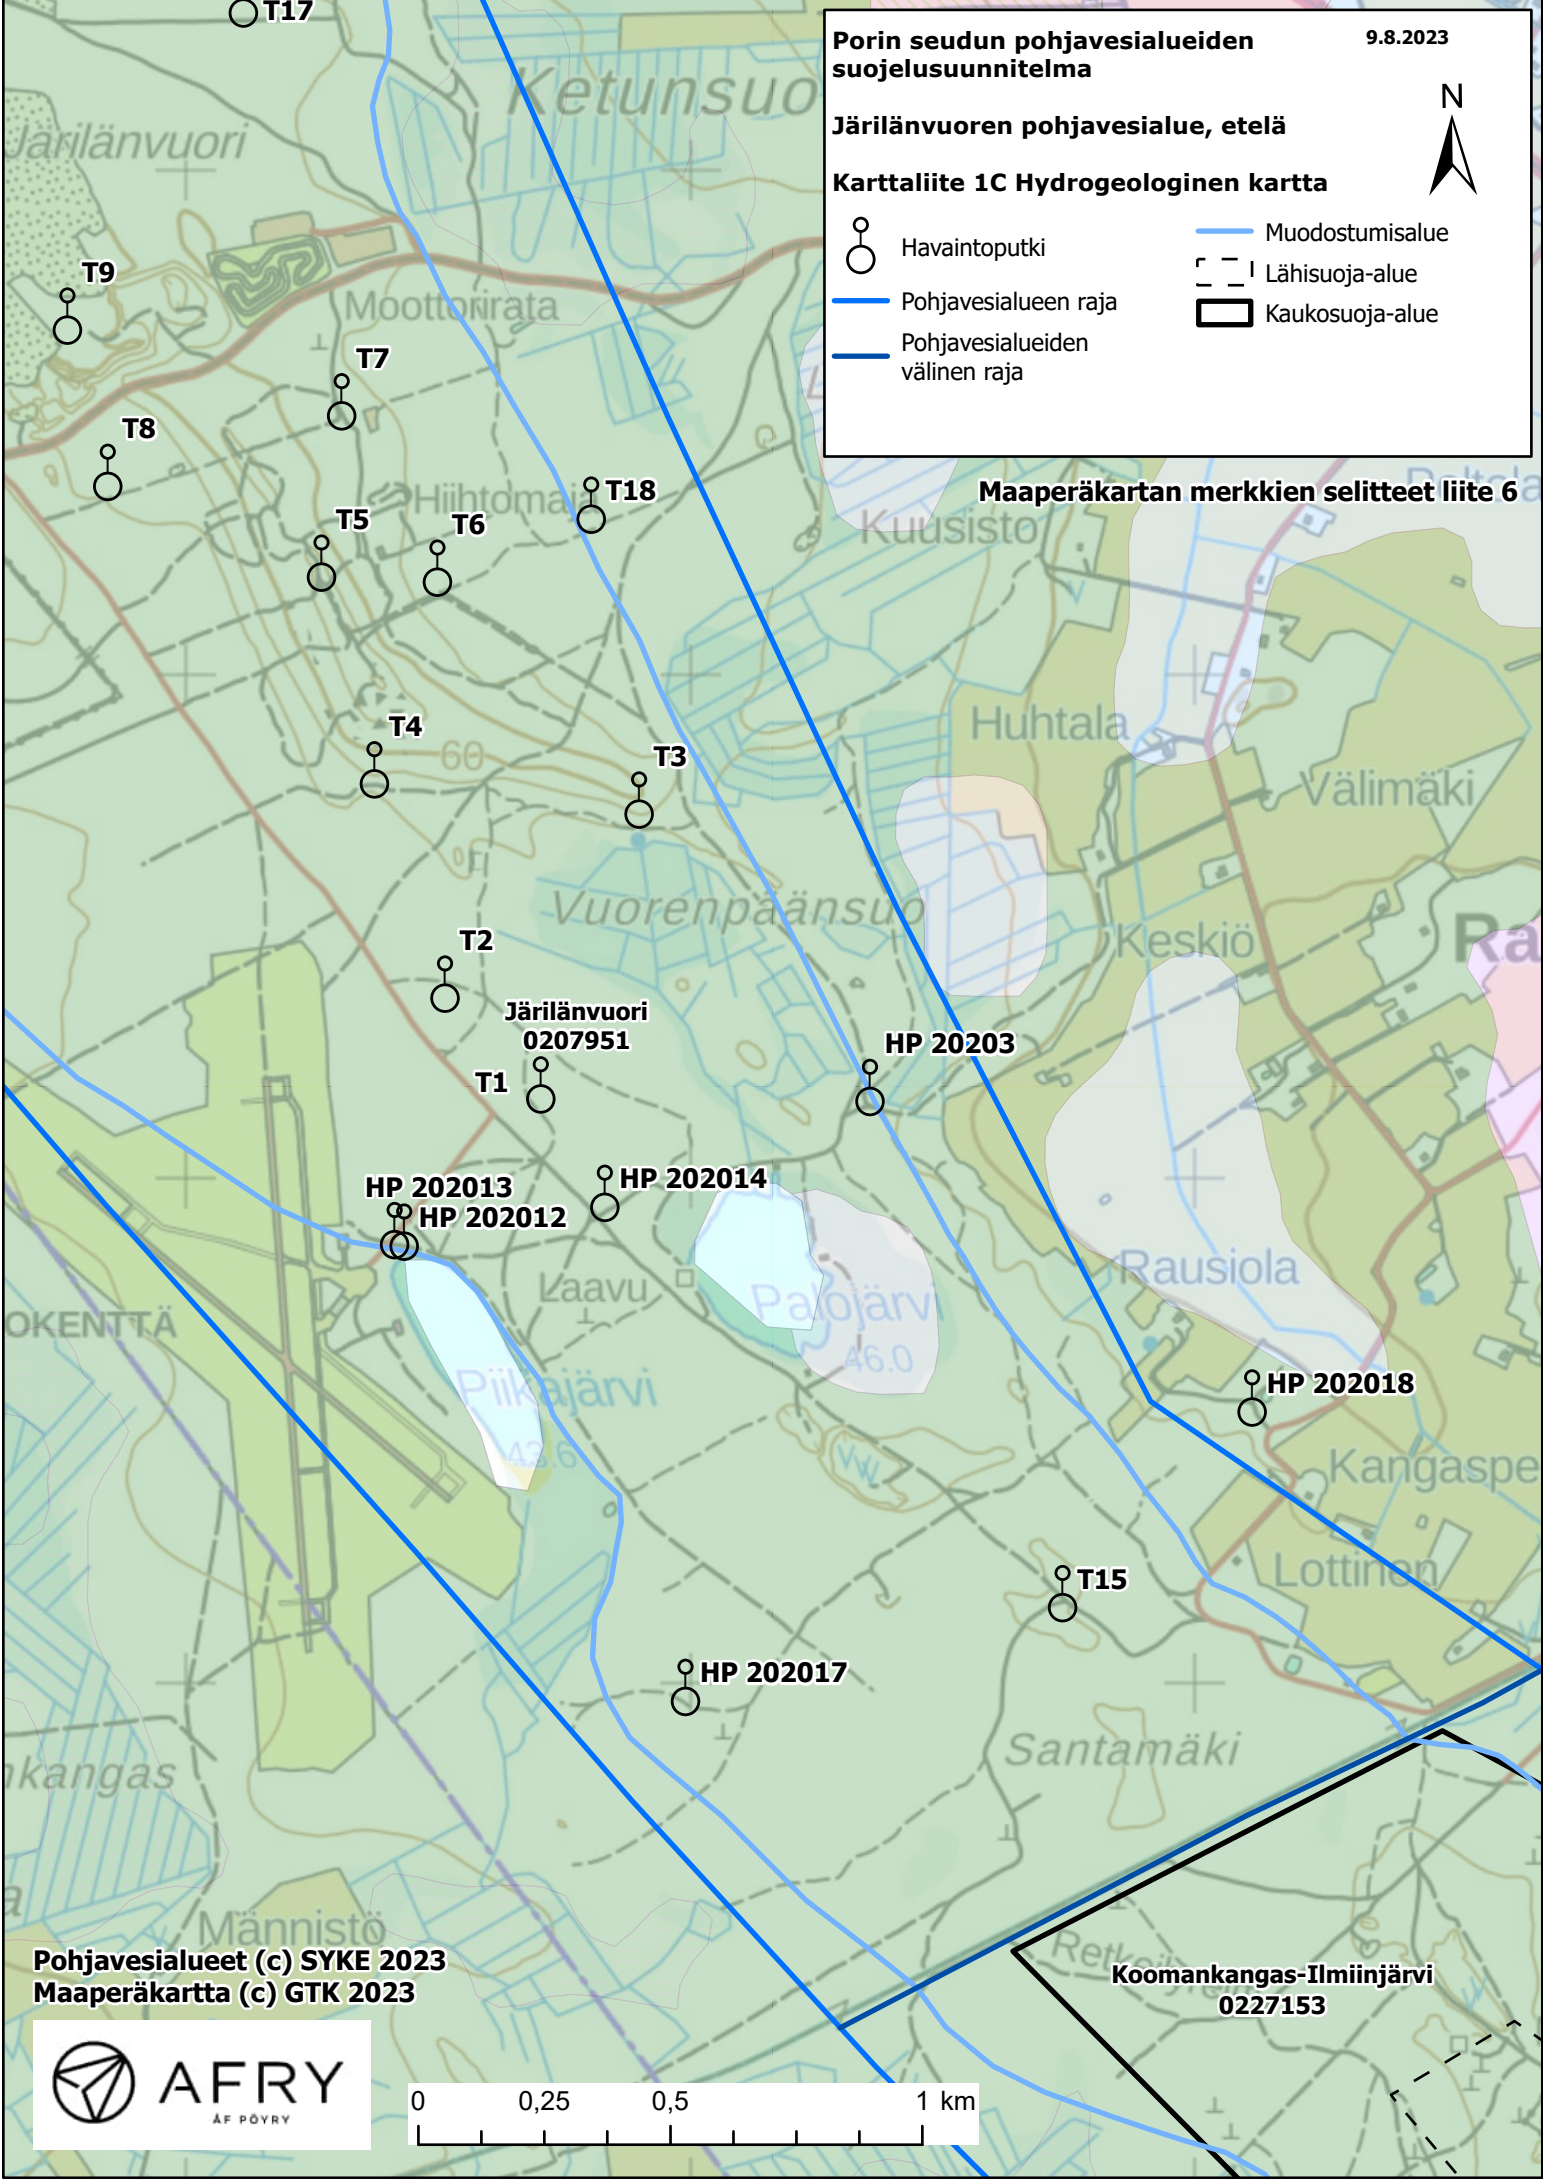 T17
Ketunsuo
Porin seudun pohjavesialueiden
suojelusuunnitelma
9.8.2023
N
Järilänvuoren pohjavesialue, etelä
Karttaliite 1C Hydrogeologinen kartta
Havaintoputki
Pohjavesialueen raja
Pohjavesialueiden
välinen raja
Muodostumisalue
Lähisuoja-alue
Kaukosuoja-alue
Maaperäkartan merkkien selitteet liite 6
Järilänvuori
T9
Moottorirata
T7
T8
Hiihtomaja
T18
T5
T6
Kuusisto
T4
60
T3
Huhtala
Välimäki
Vuorenpäänsuo
Keskiö
Ra
T2
Järilänvuori
0207951
T1
HP 20203
HP 202013
HP 202012
HP 202014
Laavu
Palojärvi
46.0
Rausiola
OKENTTÄ
Piikajärvi
43.6
HP 202018
Kangaspe
Lottinen
T15
HP 202017
Santamäki
nkangas
a
Männistö
Pohjavesialueet (c) SYKE 2023
Maaperäkartta (c) GTK 2023
Koomankangas-Ilmiinjärvi
0227153
AFRY
ÅF PÖYRY
0 0,25 0,5 1 km